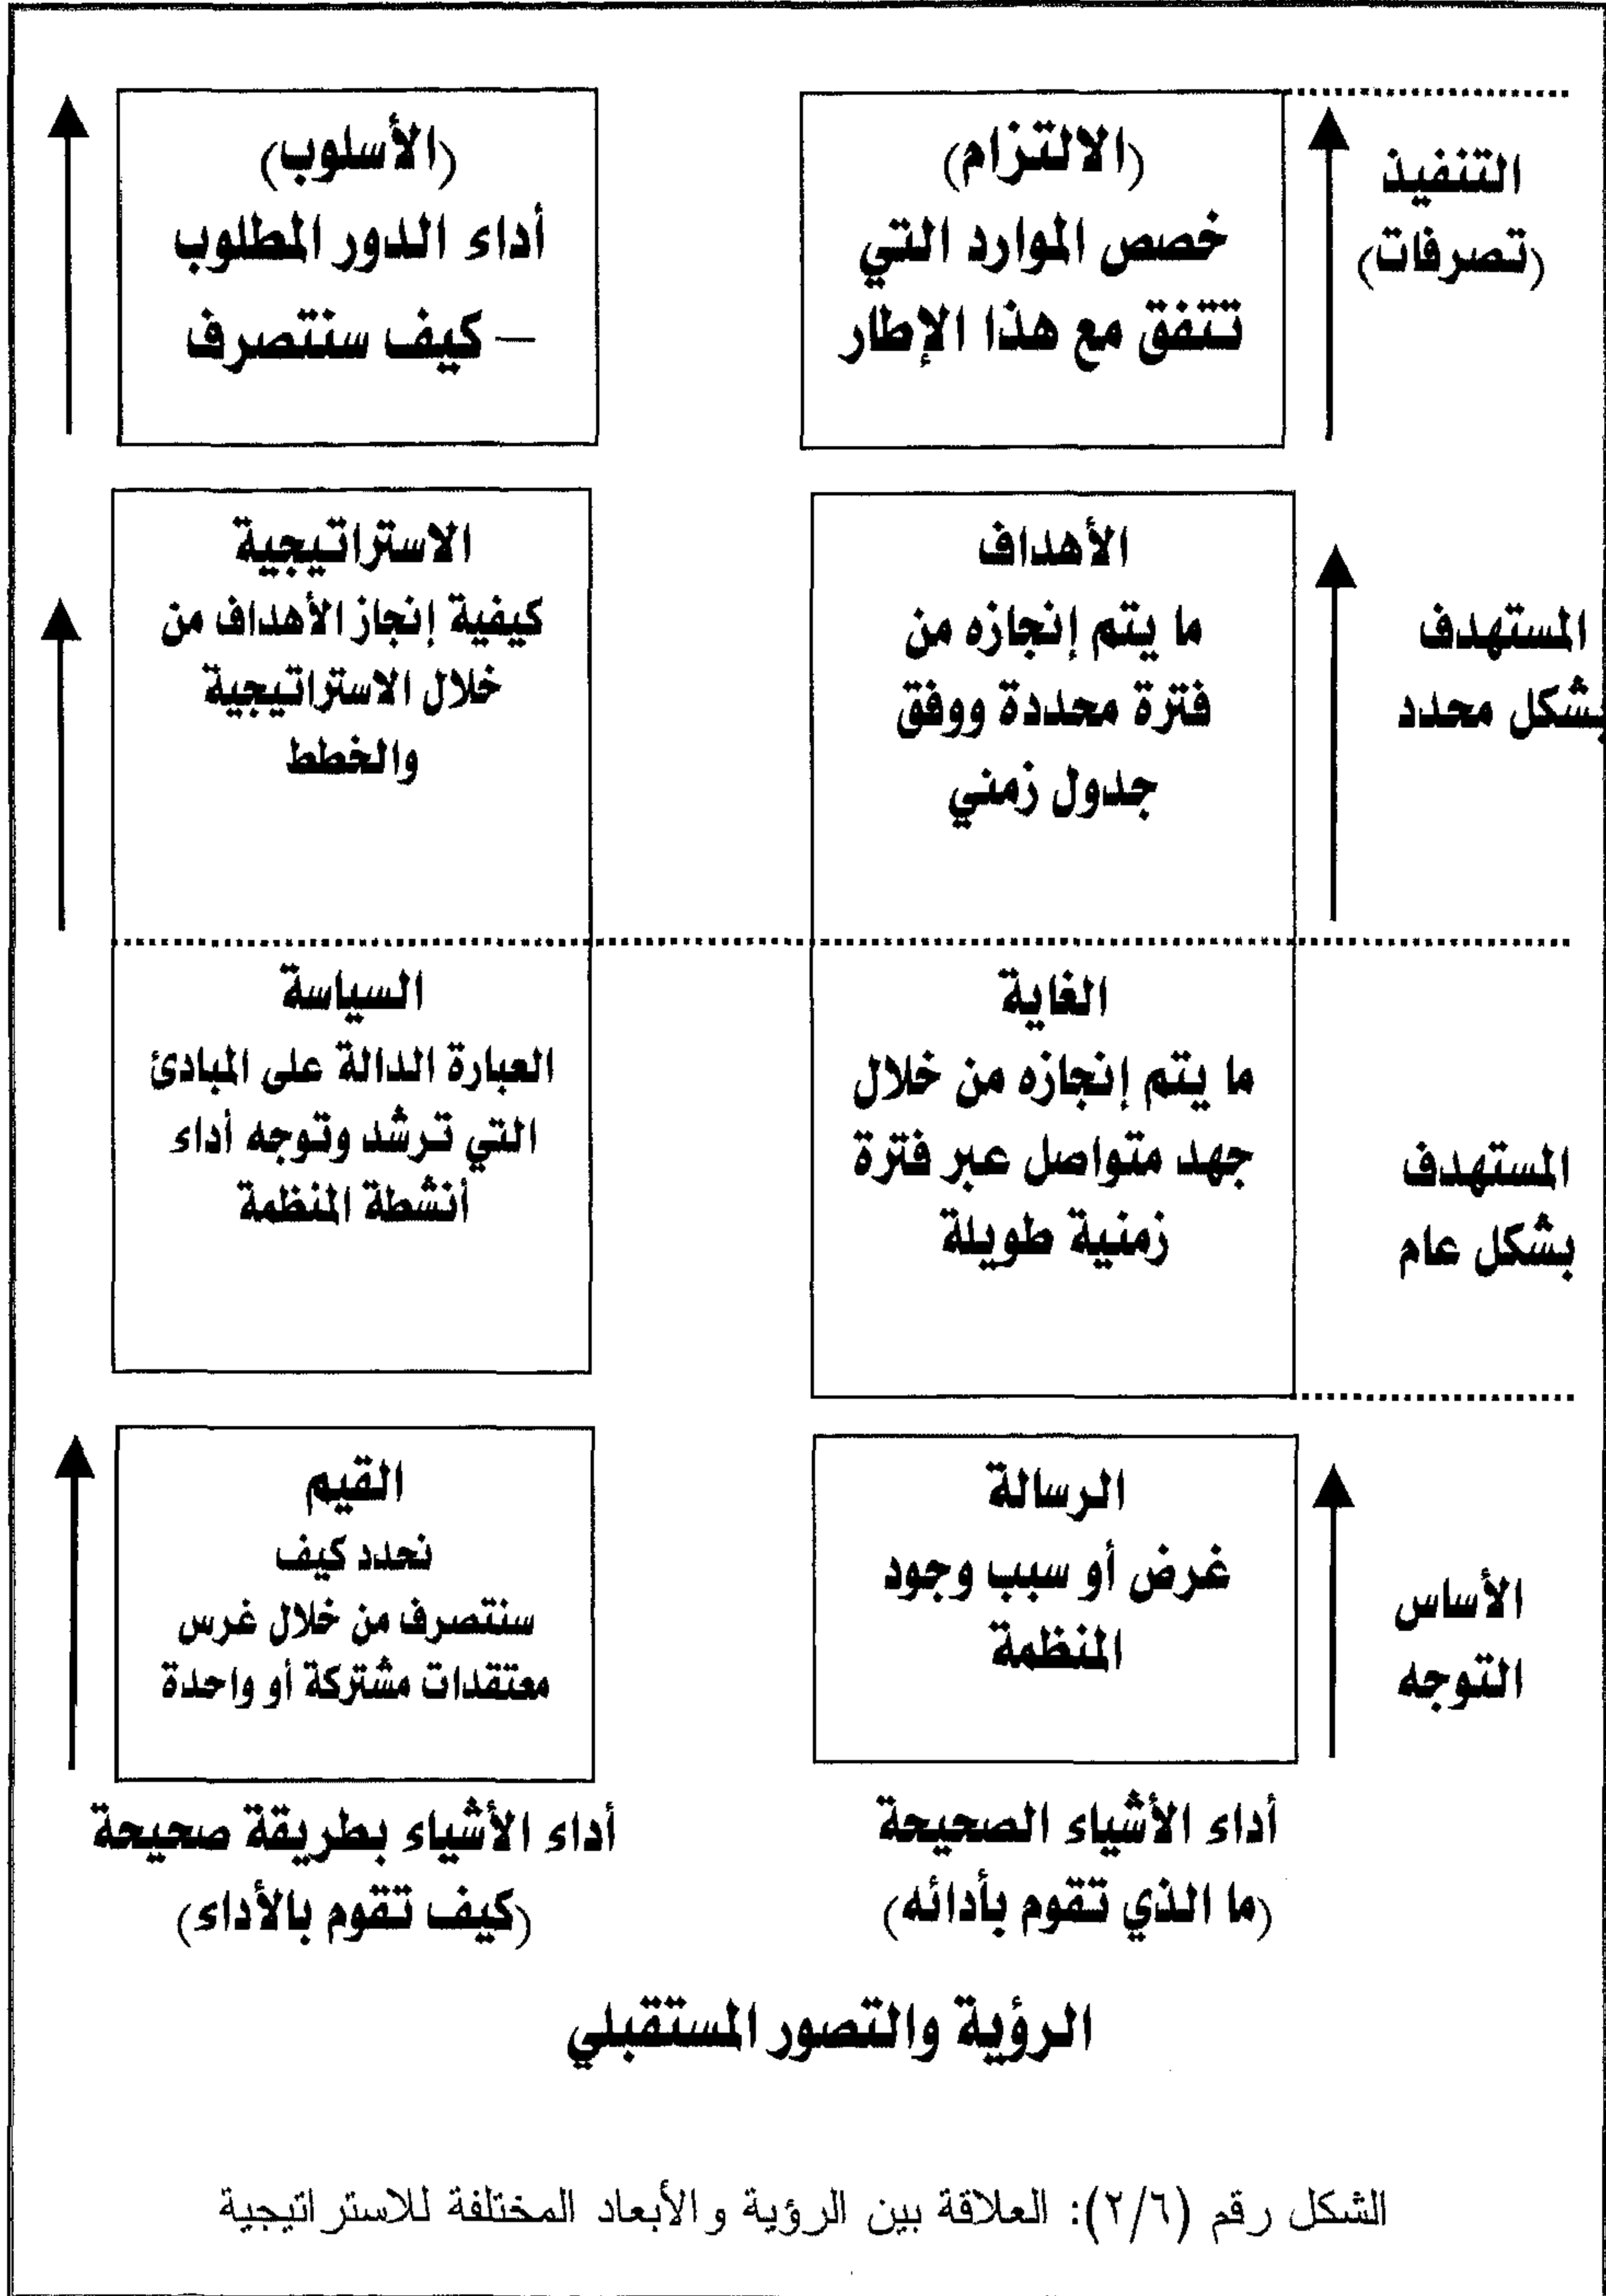 التنفيذ
(تصرفات)
(الالتزام)
خصص الموارد التي
تتفق مع هذا الإطار
(الأسلوب)
أداء الدور المطلوب
– كيف سنتصرف
المستهدف
بشكل محدد
الأهداف
ما يتم إنجازه من
فترة محددة ووفق
جدول زمني
الاستراتيجية
كيفية إنجاز الأهداف من
خلال الاستراتيجية
والخطط
المستهدف
بشكل عام
الغاية
ما يتم إنجازه من خلال
جهد متواصل عبر فترة
زمنية طويلة
السياسة
العبارة الدالة على المبادئ
التي ترشد وتوجه أداء
أنشطة المنظمة
الأساس
التوجه
الرسالة
غرض أو سبب وجود
المنظمة
القيم
نحدد كيف
سنتصرف من خلال غرس
معتقدات مشتركة أو واحدة
أداء الأشياء الصحيحة
(ما الذي تقوم بأدائه)
أداء الأشياء بطريقة صحيحة
(كيف تقوم بالأداء)
الرؤية والتصور المستقبلي
الشكل رقم (٢/٦): العلاقة بين الرؤية والأبعاد المختلفة للاستراتيجية